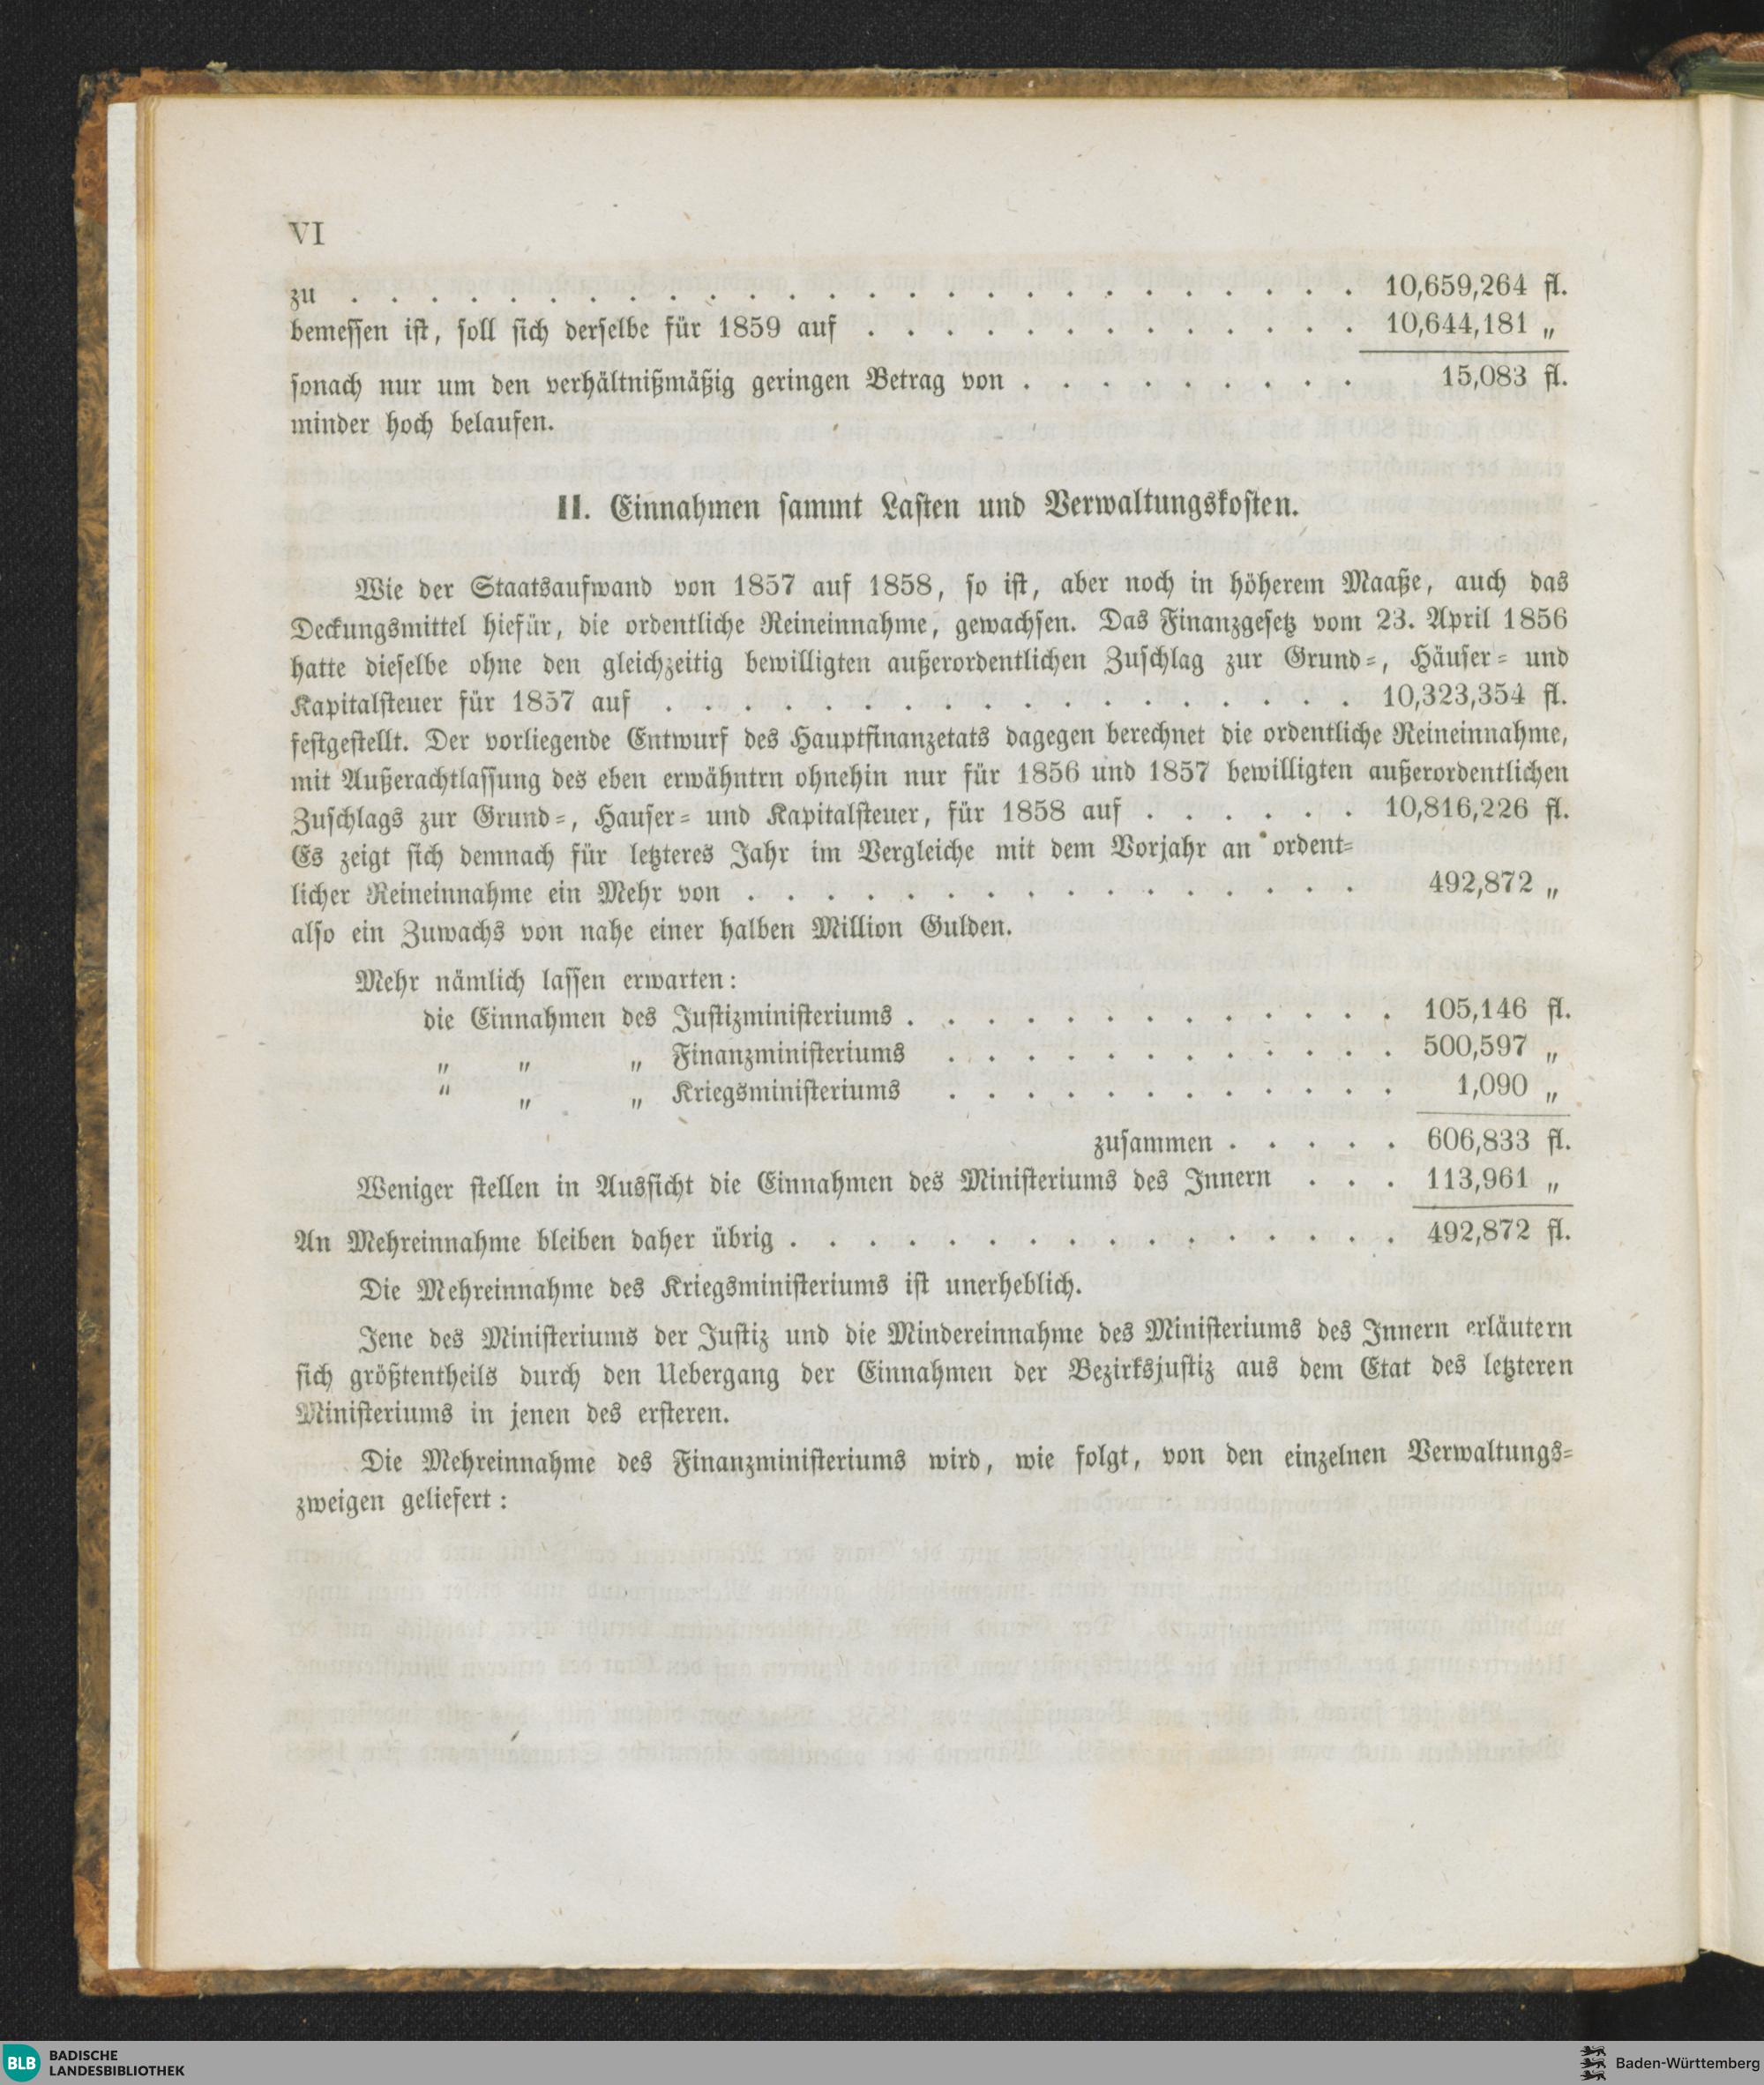 VI
zu . . . . . . . . . . . . . . . . . . . . . . . . . . 10,659,264 fl.
bemessen ist, soll sich derselbe für 1859 auf . . . . . . . . . . . . . 10,644,181 „
sonach nur um den verhältnißmäßig geringen Betrag von . . . . . . . . . 15,083 fl.
minder hoch belaufen.
II. Einnahmen sammt Lasten und Verwaltungskosten.
Wie der Staatsaufwand von 1857 auf 1858, so ist, aber noch in höherem Maaße, auch das
Deckungsmittel hiefür, die ordentliche Reineinnahme, gewachsen. Das Finanzgesetz vom 23. April 1856
hatte dieselbe ohne den gleichzeitig bewilligten außerordentlichen Zuschlag zur Grund-, Häuser- und
Kapitalsteuer für 1857 auf . . . . . . . . . . . . . . . . . . 10,323,354 fl.
festgestellt. Der vorliegende Entwurf des Hauptfinanzetats dagegen berechnet die ordentliche Reineinnahme,
mit Außerachtlassung des eben erwähntrn ohnehin nur für 1856 und 1857 bewilligten außerordentlichen
Zuschlags zur Grund-, Hauser- und Kapitalsteuer, für 1858 auf . . . . . . 10,816,226 fl.
Es zeigt sich demnach für letzteres Jahr im Vergleiche mit dem Vorjahr an ordent-
licher Reineinnahme ein Mehr von . . . . . . . . . . . . . . . . 492,872 „
also ein Zuwachs von nahe einer halben Million Gulden.
Mehr nämlich lassen erwarten:
die Einnahmen des Justizministeriums . . . . . . . . . . . . . 105,146 fl.
„ „ „ Finanzministeriums . . . . . . . . . . . . 500,597 „
„ „ „ Kriegsministeriums . . . . . . . . . . . . 1,090 „
zusammen . . . . . 606,833 fl.
Weniger stellen in Aussicht die Einnahmen des Ministeriums des Innern . . . 113,961 „
An Mehreinnahme bleiben daher übrig . . . . . . . . . . . . . . . . 492,872 fl.
Die Mehreinnahme des Kriegsministeriums ist unerheblich.
Jene des Ministeriums der Justiz und die Mindereinnahme des Ministeriums des Innern erläutern
sich größtentheils durch den Uebergang der Einnahmen der Bezirksjustiz aus dem Etat des letzteren
Ministeriums in jenen des ersteren.
Die Mehreinnahme des Finanzministeriums wird, wie folgt, von den einzelnen Verwaltungs-
zweigen geliefert:
BLB BADISCHE
LANDESBIBLIOTHEK
Baden-Württemberg